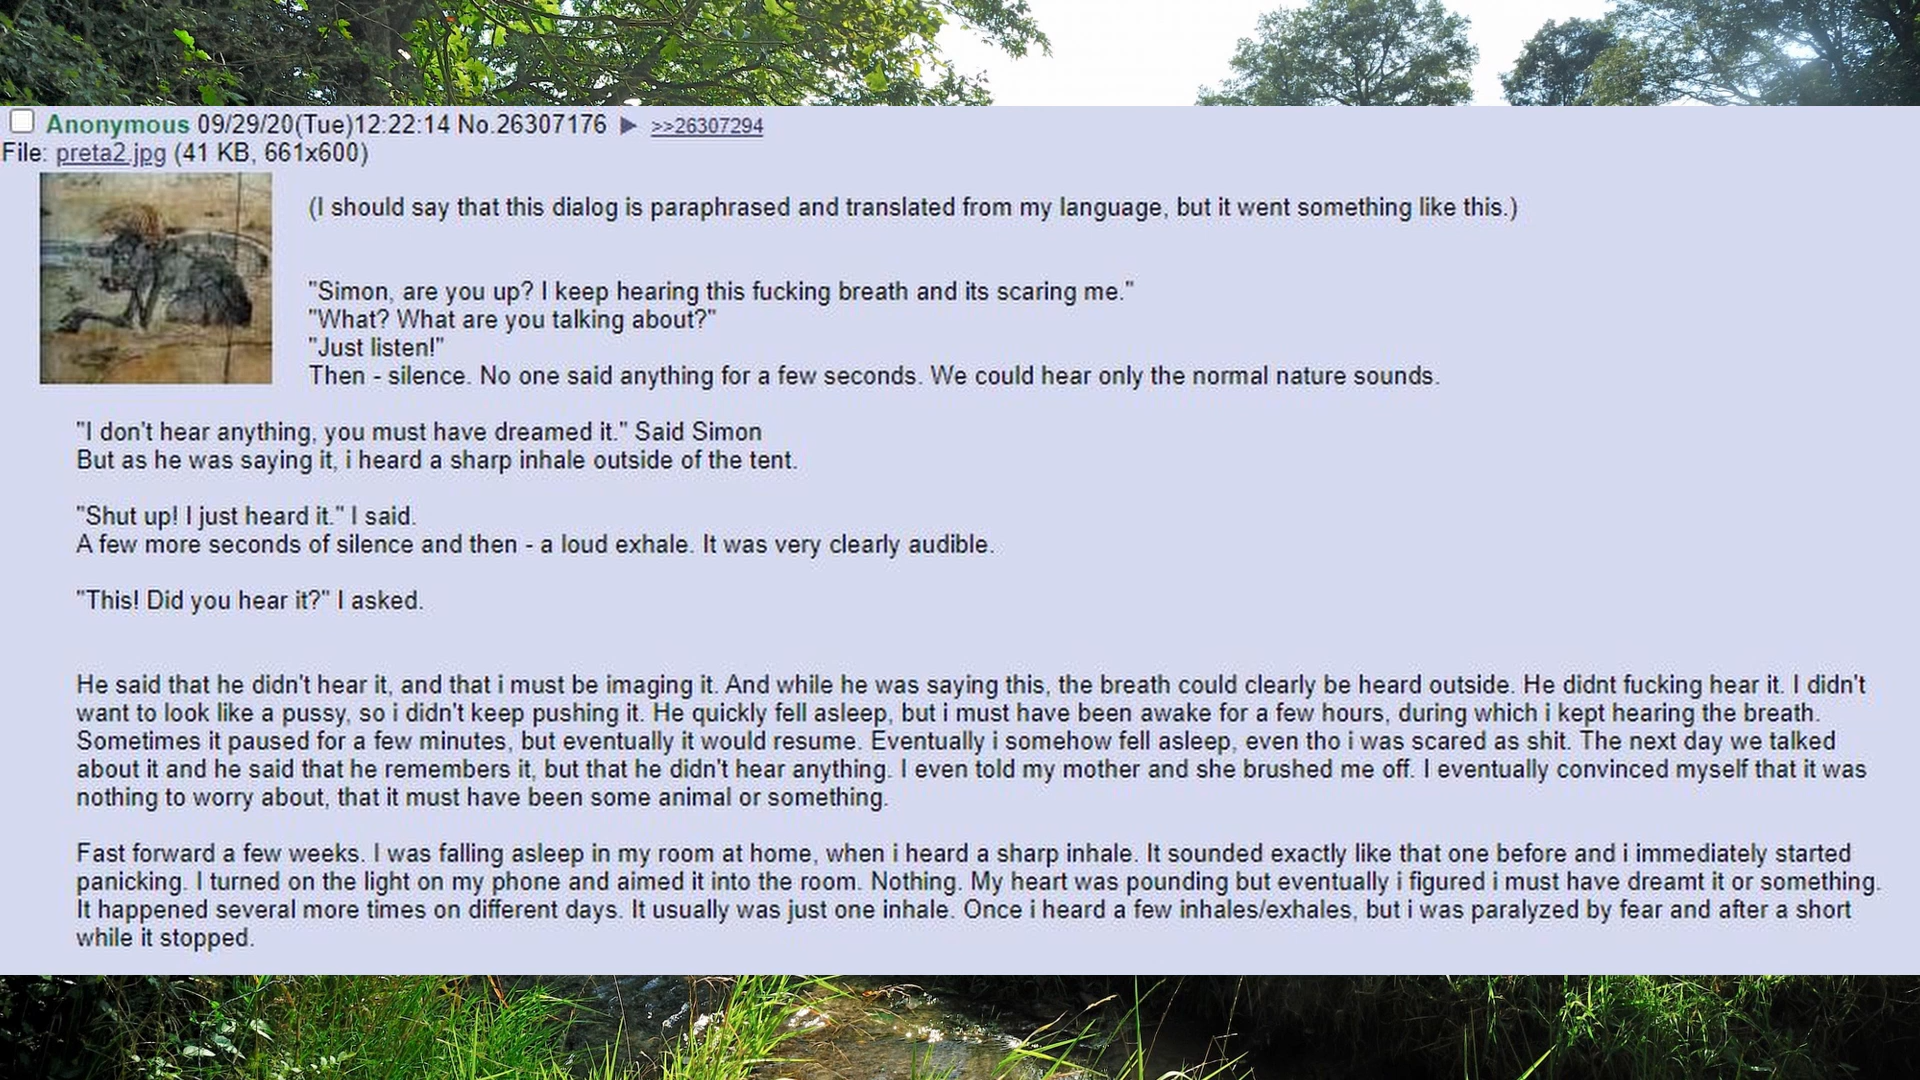 Anonymous 09/29/20(Tue)12:22:14 No.26307176 ▶ >>26307294
File: preta2.jpg (41 KB, 661x600)
(I should say that this dialog is paraphrased and translated from my language, but it went something like this.)
"Simon, are you up? I keep hearing this fucking breath and its scaring me."
"What? What are you talking about?"
"Just listen!"
Then - silence. No one said anything for a few seconds. We could hear only the normal nature sounds.
"I don't hear anything, you must have dreamed it." Said Simon
But as he was saying it, i heard a sharp inhale outside of the tent.
"Shut up! I just heard it." I said.
A few more seconds of silence and then - a loud exhale. It was very clearly audible.
"This! Did you hear it?" I asked.
He said that he didn't hear it, and that i must be imaging it. And while he was saying this, the breath could clearly be heard outside. He didnt fucking hear it. I didn't
want to look like a pussy, so i didn't keep pushing it. He quickly fell asleep, but i must have been awake for a few hours, during which i kept hearing the breath.
Sometimes it paused for a few minutes, but eventually it would resume. Eventually i somehow fell asleep, even tho i was scared as shit. The next day we talked
about it and he said that he remembers it, but that he didn't hear anything. I even told my mother and she brushed me off. I eventually convinced myself that it was
nothing to worry about, that it must have been some animal or something.
Fast forward a few weeks. I was falling asleep in my room at home, when i heard a sharp inhale. It sounded exactly like that one before and i immediately started
panicking. I turned on the light on my phone and aimed it into the room. Nothing. My heart was pounding but eventually i figured i must have dreamt it or something.
It happened several more times on different days. It usually was just one inhale. Once i heard a few inhales/exhales, but i was paralyzed by fear and after a short
while it stopped.